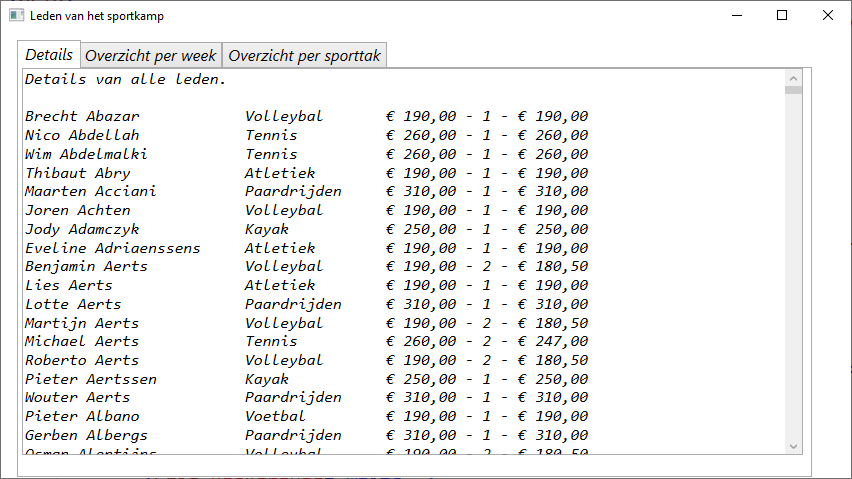 Leden van het sportkamp
Details Overzicht per week Overzicht per sporttak
Details van alle leden.
Brecht Abazar Volleybal € 190,00 - 1 - € 190,00
Nico Abdellah Tennis € 260,00 - 1 - € 260,00
Wim Abdelmalki Tennis € 260,00 - 1 - € 260,00
Thibaut Abry Atletiek € 190,00 - 1 - € 190,00
Maarten Acciani Paardrijden € 310,00 - 1 - € 310,00
Joren Achten Volleybal € 190,00 - 1 - € 190,00
Jody Adamczyk Kayak € 250,00 - 1 - € 250,00
Eveline Adriaenssens Atletiek € 190,00 - 1 - € 190,00
Benjamin Aerts Volleybal € 190,00 - 2 - € 180,50
Lies Aerts Atletiek € 190,00 - 1 - € 190,00
Lotte Aerts Paardrijden € 310,00 - 1 - € 310,00
Martijn Aerts Volleybal € 190,00 - 2 - € 180,50
Michael Aerts Tennis € 260,00 - 2 - € 247,00
Roberto Aerts Volleybal € 190,00 - 2 - € 180,50
Pieter Aertssen Kayak € 250,00 - 1 - € 250,00
Wouter Aerts Paardrijden € 310,00 - 1 - € 310,00
Pieter Albano Voetbal € 190,00 - 1 - € 190,00
Gerben Albergs Paardrijden € 310,00 - 1 - € 310,00
Volleybal € 190,00 - 2 - € 180,50